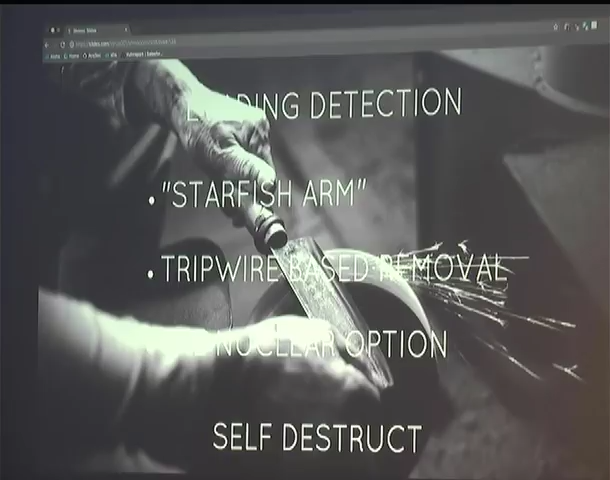 DETECTION
• "STARFISH ARM"
• TRIPWIRE BASED REMOVAL
NUCLEAR OPTION
SELF DESTRUCT